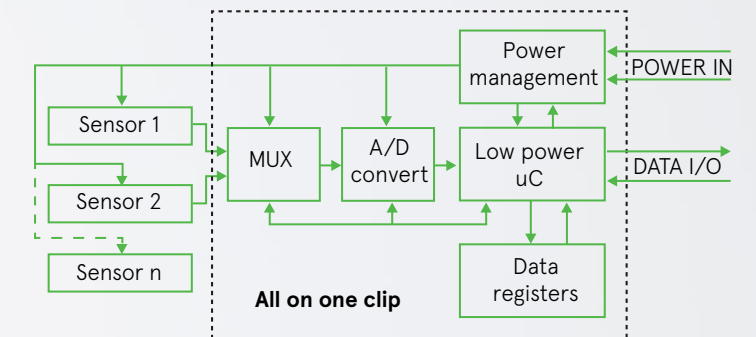 Power
management
POWER IN
Sensor 1
MUX
A/D
convert
Low power
uC
DATA I/O
Sensor 2
Sensor n
Data
registers
All on one clip